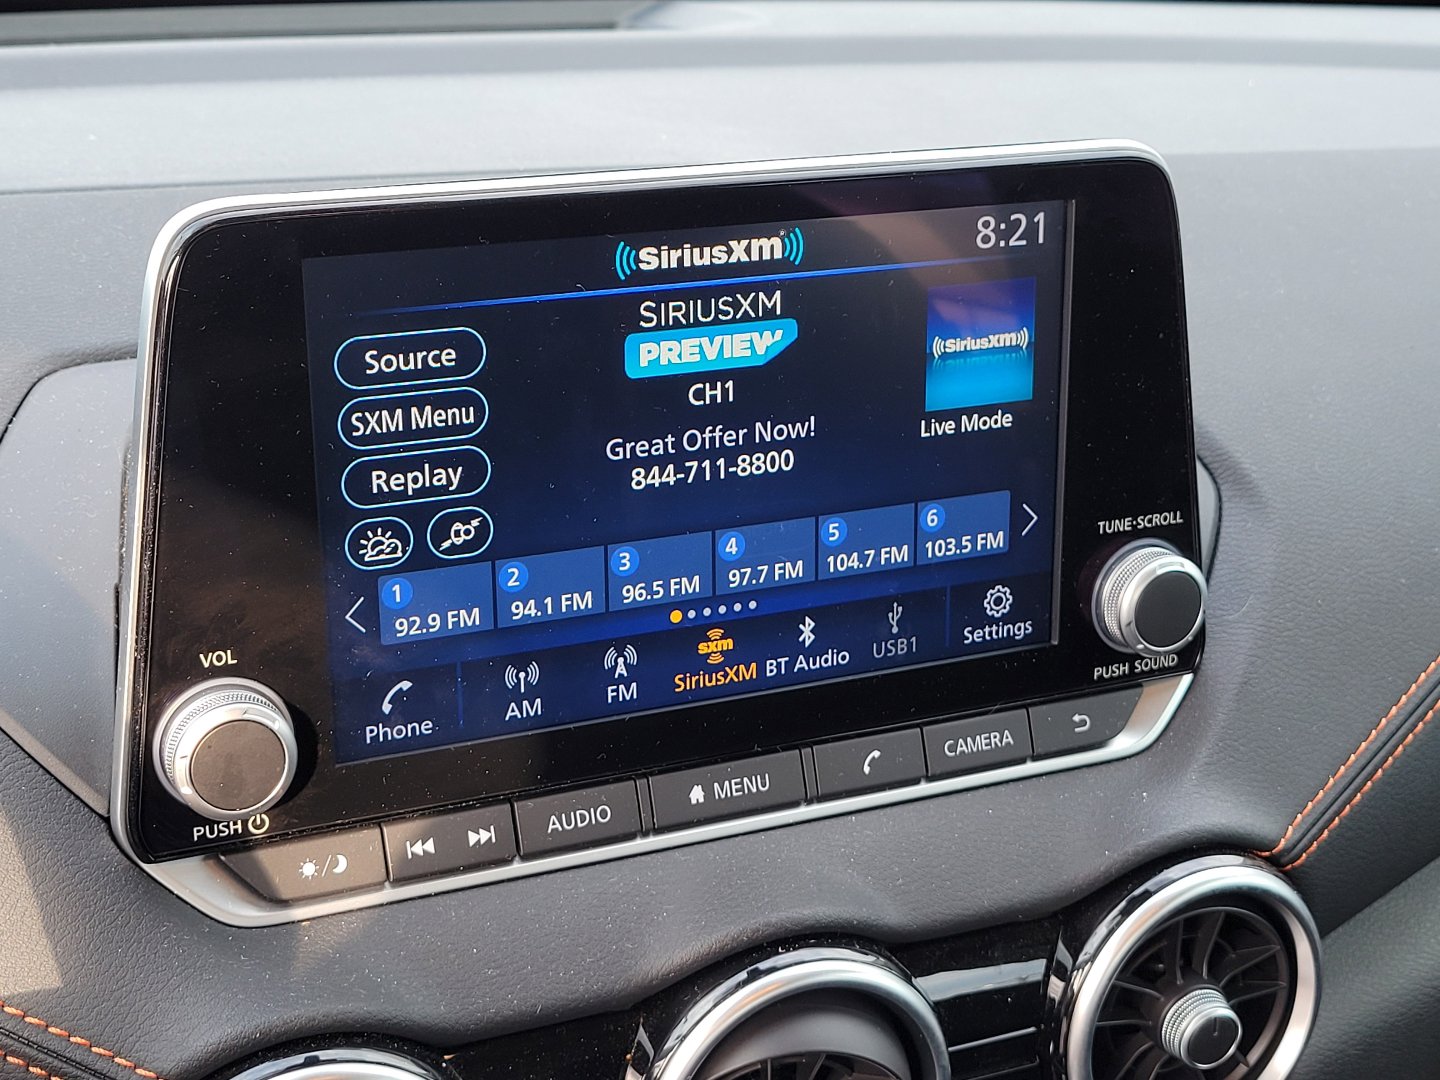 SiriusXM®
8:21
SIRIUSXM
PREVIEW
CH1
Great Offer Now!
844-711-8800
Source
SXM Menu
Replay
SiriusXM
Live Mode
1
92.9 FM
2
94.1 FM
3
96.5 FM
4
97.7 FM
5
104.7 FM
6
103.5 FM
Phone
AM
FM
sxm
SiriusXM
BT Audio
USB1
Settings
VOL
PUSH
TUNE·SCROLL
PUSH SOUND
AUDIO
MENU
CAMERA